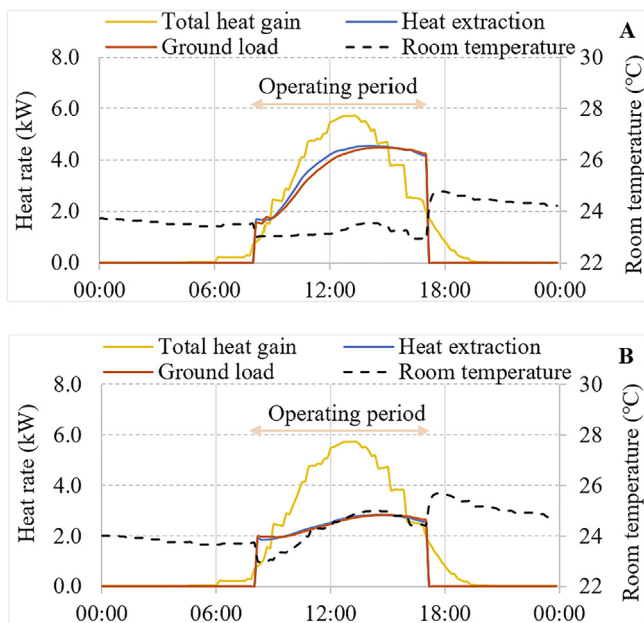 Total heat gain Heat extraction A
Ground load Room temperature
8.0 30
Operating period
6.0 28
4.0 26
2.0 24
0.0 22
Heat rate (kW)
Room temperature (°C)
00:00 06:00 12:00 18:00 00:00
Total heat gain Heat extraction B
Ground load Room temperature
8.0 30
Operating period
6.0 28
4.0 26
2.0 24
0.0 22
Heat rate (kW)
Room temperature (°C)
00:00 06:00 12:00 18:00 00:00